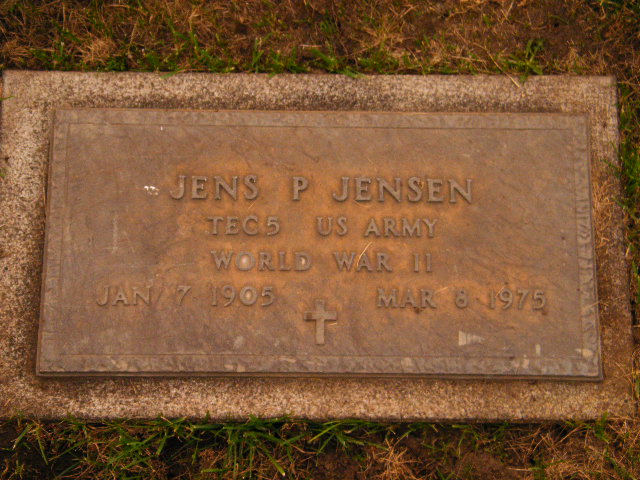 JENS P JENSEN
TEC5 US ARMY
WORLD WAR II
JAN 7 1905 MAR 8 1975